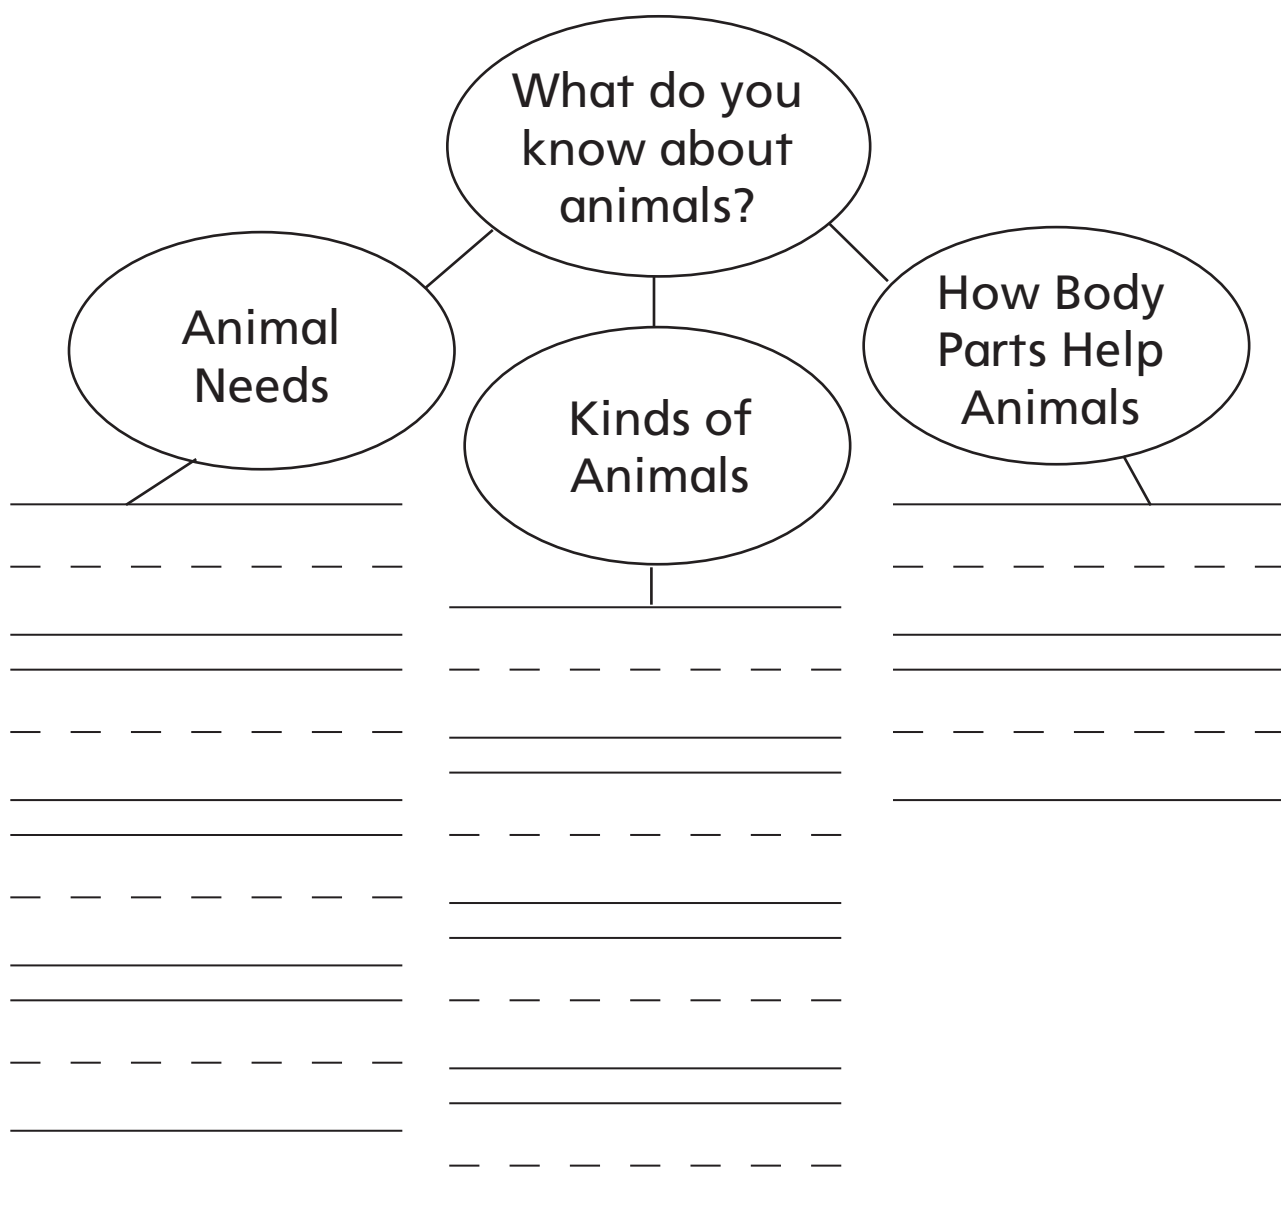 What do you
know about
animals?
Animal
Needs
Kinds of
Animals
How Body
Parts Help
Animals